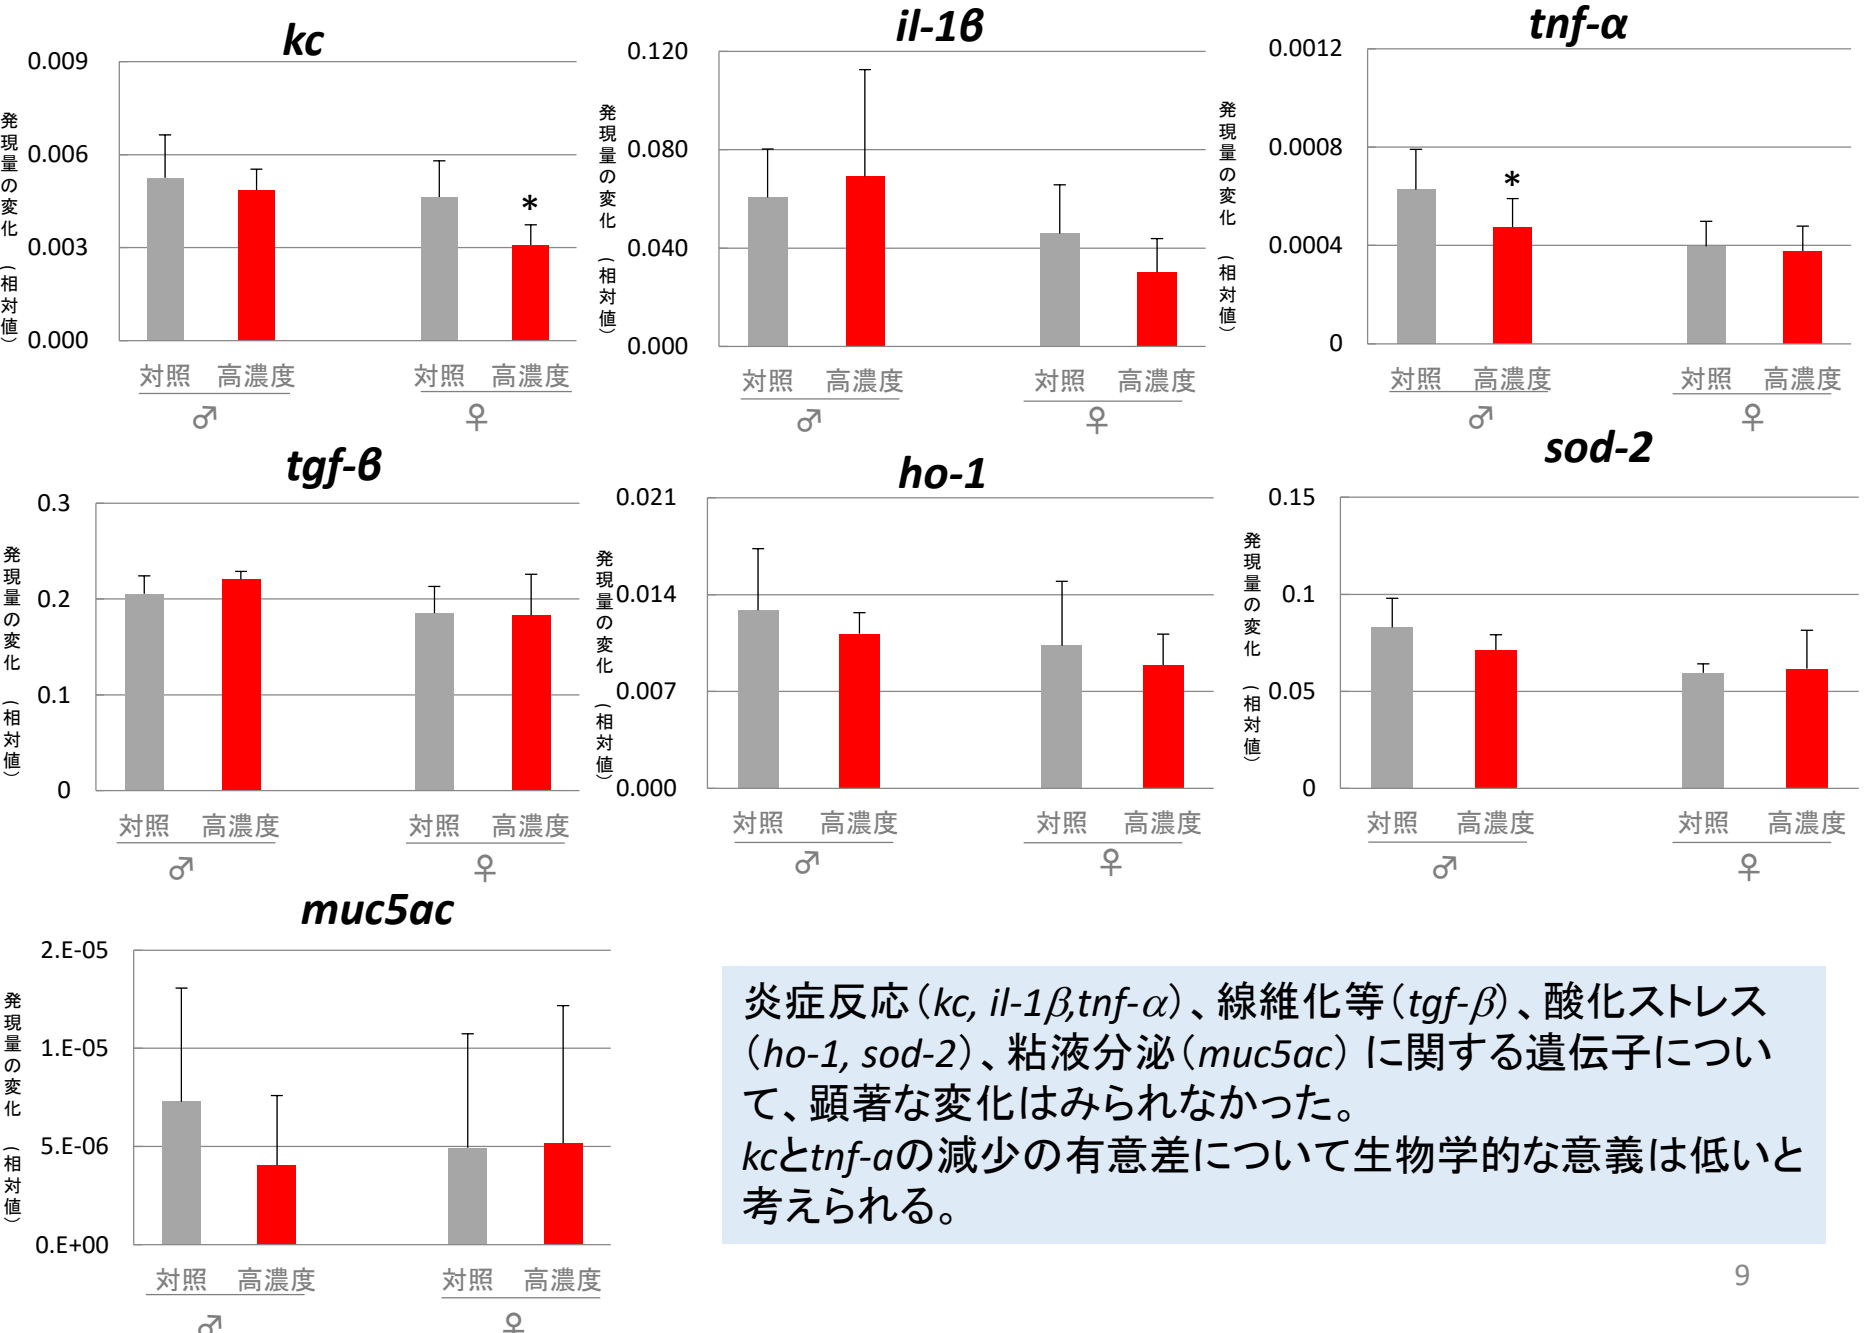 kc
0.009
0.006
0.003
0.000
発現量の変化 (相対値)
対照 高濃度 対照 高濃度
♂ ♀
il-1β
0.120
0.080
0.040
0.000
発現量の変化 (相対値)
対照 高濃度 対照 高濃度
♂ ♀
tnf-α
0.0012
0.0008
0.0004
0
発現量の変化 (相対値)
対照 高濃度 対照 高濃度
♂ ♀
*
*
tgf-β
0.3
0.2
0.1
0
発現量の変化 (相対値)
対照 高濃度 対照 高濃度
♂ ♀
ho-1
0.021
0.014
0.007
0.000
発現量の変化 (相対値)
対照 高濃度 対照 高濃度
♂ ♀
sod-2
0.15
0.1
0.05
0
発現量の変化 (相対値)
対照 高濃度 対照 高濃度
♂ ♀
muc5ac
2.E-05
1.E-05
5.E-06
0.E+00
発現量の変化 (相対値)
対照 高濃度 対照 高濃度
♂ ♀
炎症反応(kc, il-1β,tnf-α)、線維化等(tgf-β)、酸化ストレス
(ho-1, sod-2)、粘液分泌(muc5ac) に関する遺伝子につい
て、顕著な変化はみられなかった。
kcとtnf-aの減少の有意差について生物学的な意義は低いと
考えられる。
9